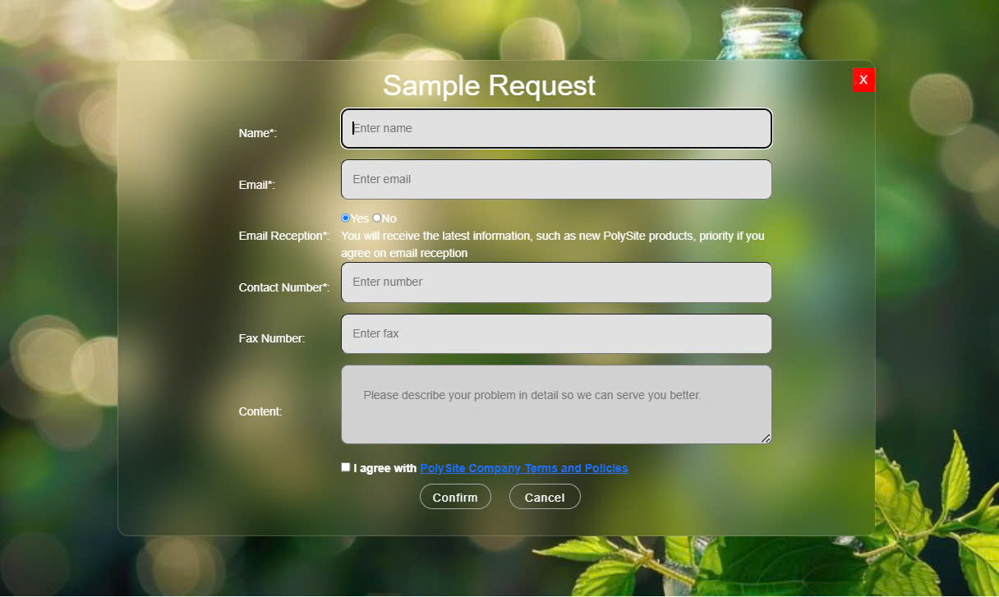 Sample Request
X
Name*:
Enter name
Email*:
Enter email
Yes No
Email Reception*:
You will receive the latest information, such as new PolySite products, priority if you
agree on email reception
Contact Number*:
Enter number
Fax Number:
Enter fax
Content:
Please describe your problem in detail so we can serve you better.
I agree with PolySite Company Terms and Policies
Confirm
Cancel